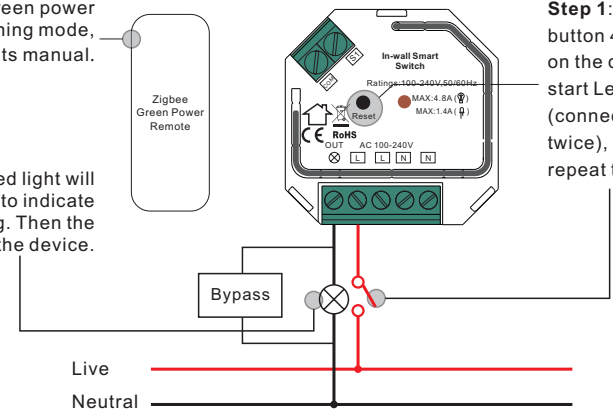 een power
ning mode,
ts manual.
Zigbee
Green Power
Remote
ed light will
to indicate
g. Then the
the device.
Step 1:
button 4
on the d
start Le
(connec
twice),
repeat t
S1
COM
In-wall Smart
Switch
Ratings:100-240V,50/60Hz
MAX:4.8A
MAX:1.4A
Reset
RoHS
OUT AC 100-240V
L L N N
Bypass
Live
Neutral